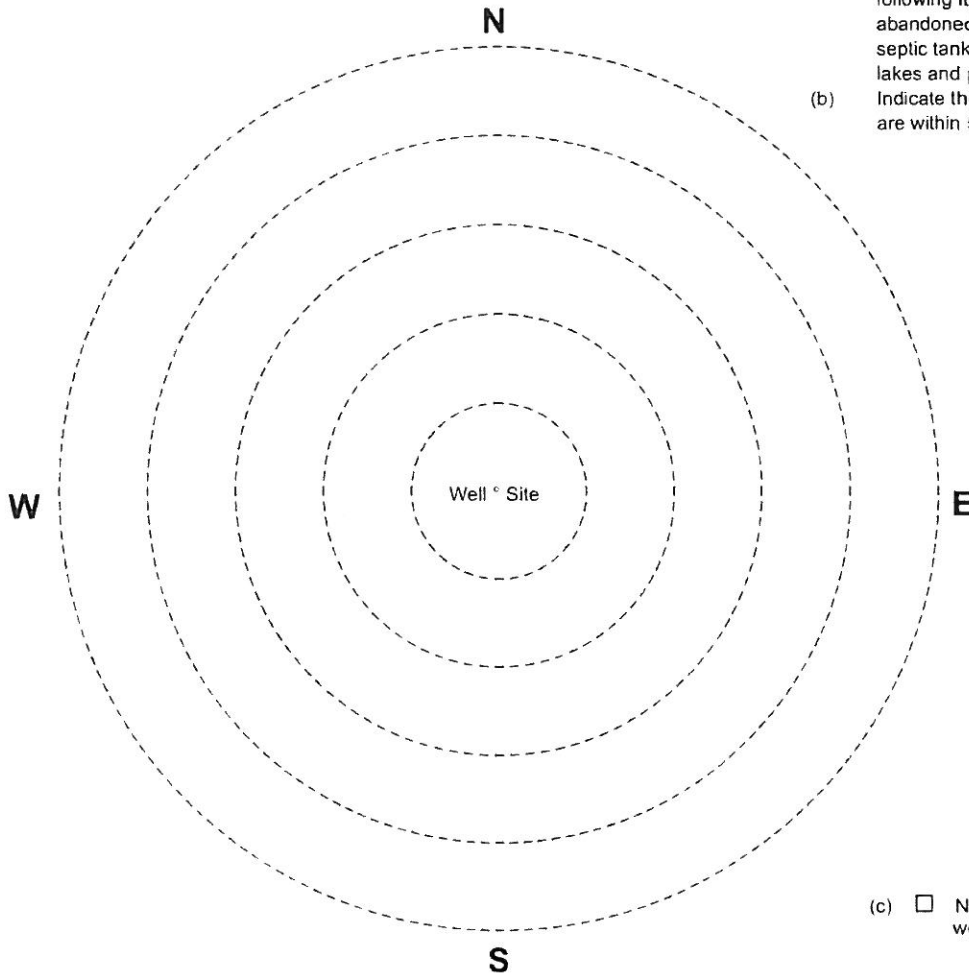 following it
abandoned
septic tank
lakes and p
(b) Indicate th
are within s
N
W
Well ° Site
E
(c) ☐ N
w
S